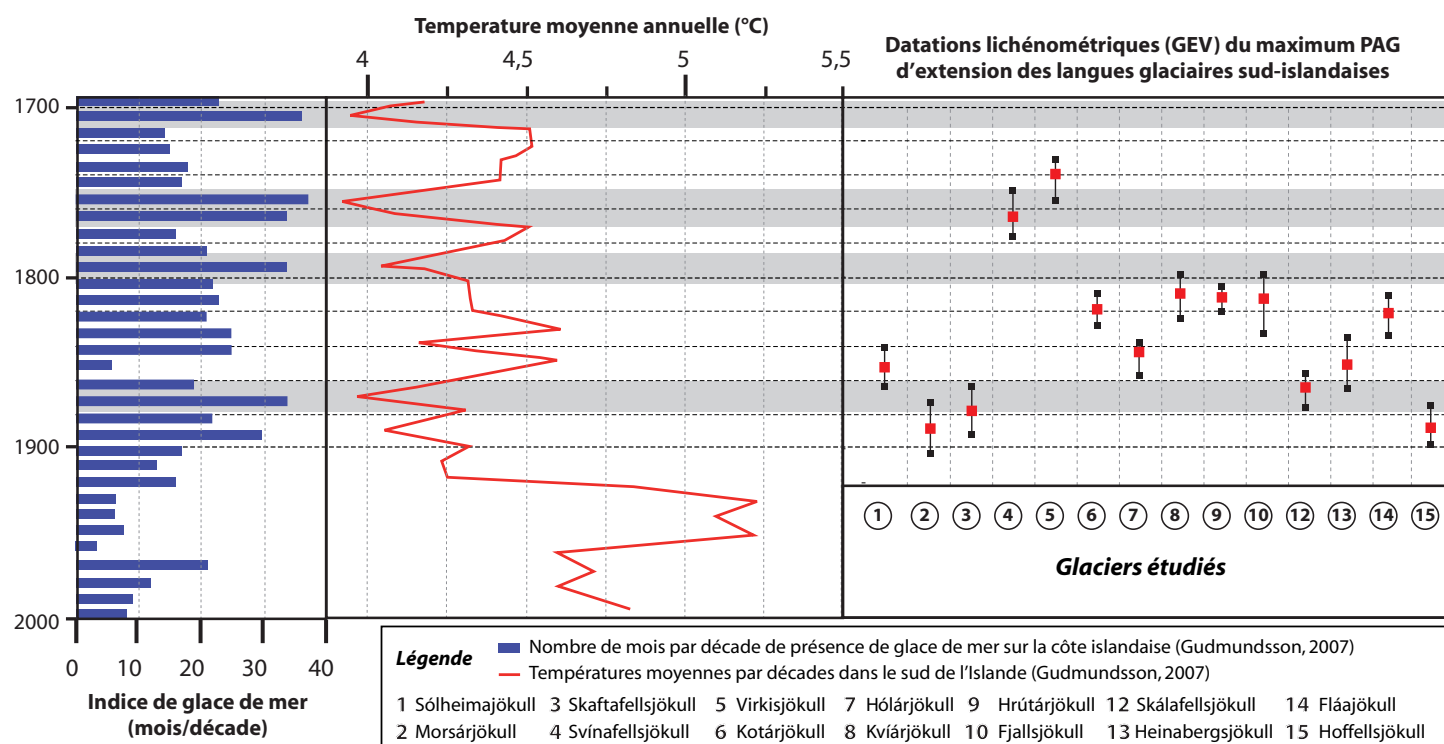 Temperature moyenne annuelle (°C)
4 4,5 5 5,5
Datations lichénométriques (GEV) du maximum PAG
d'extension des langues glaciaires sud-islandaises
1700
1800
1900
2000
0 10 20 30 40
Indice de glace de mer
(mois/décade)
1 2 3 4 5 6 7 8 9 10 12 13 14 15
Glaciers étudiés
Légende
Nombre de mois par décade de présence de glace de mer sur la côte islandaise (Gudmundsson, 2007)
Températures moyennes par décades dans le sud de l'Islande (Gudmundsson, 2007)
1 Sólheimajökull 3 Skaftafellsjökull 5 Virkisjökull 7 Hólárjökull 9 Hrútárjökull 12 Skálafellsjökull 14 Fláajökull
2 Morsárjökull 4 Svínafellsjökull 6 Kotárjökull 8 Kvíárjökull 10 Fjallsjökull 13 Heinabergsjökull 15 Hoffellsjökull